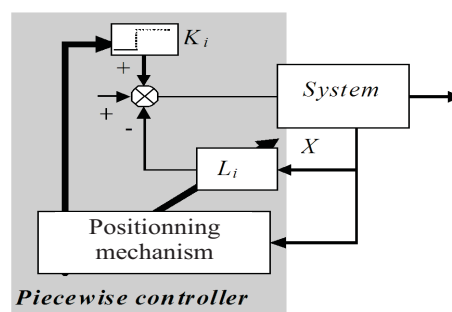 K i
+
+
-
System
X
L i
Positionning
mechanism
Piecewise controller